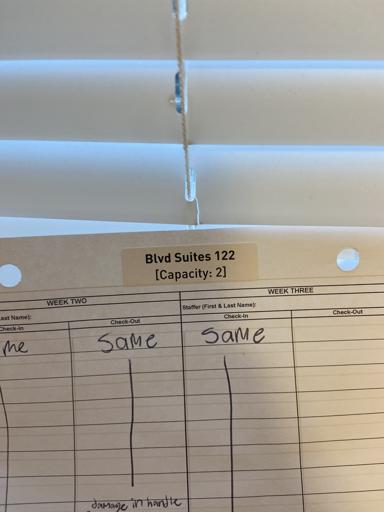 Blvd Suites 122
[Capacity: 2]
WEEK TWO
WEEK THREE
Last Name):
Staffer (First & Last Name):
Check-In
Check-Out
Check-In
Check-Out
me
Same
Same
damage in handle